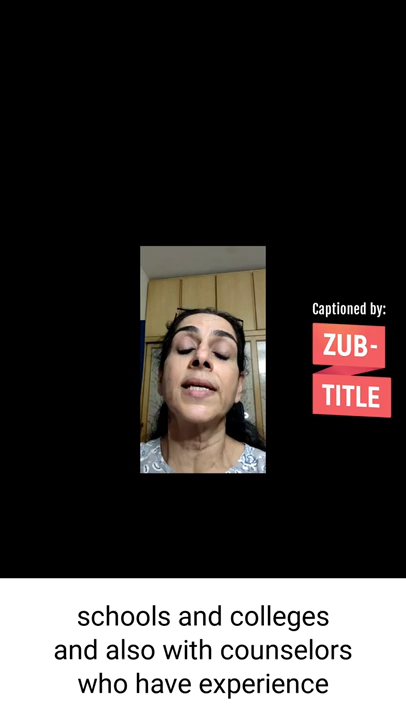 Captioned by:
ZUB-
TITLE
schools and colleges
and also with counselors
who have experience